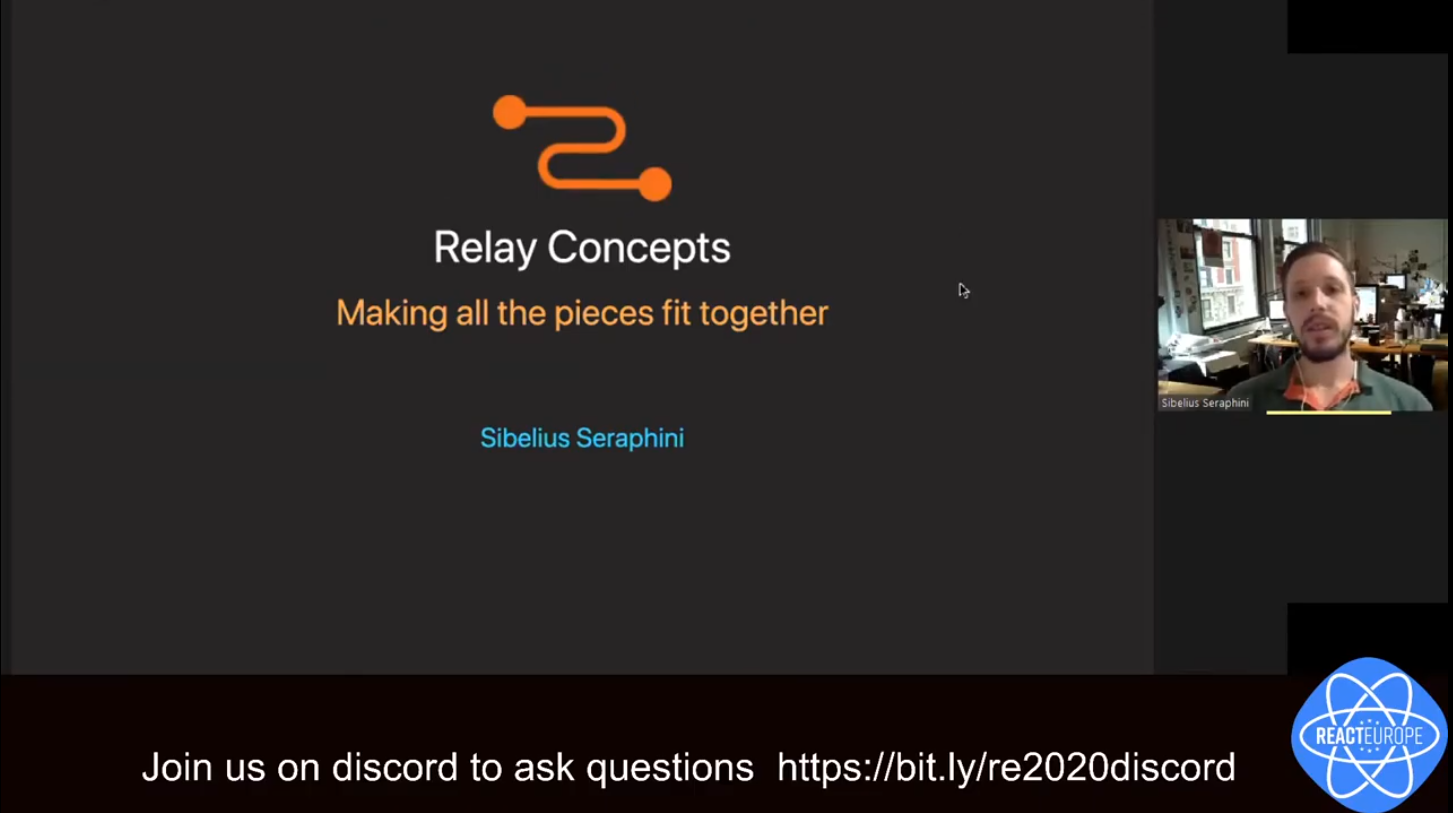 Relay Concepts
Making all the pieces fit together
Sibelius Seraphini
Sibelius Seraphini
Join us on discord to ask questions https://bit.ly/re2020discord
REACTEUROPE